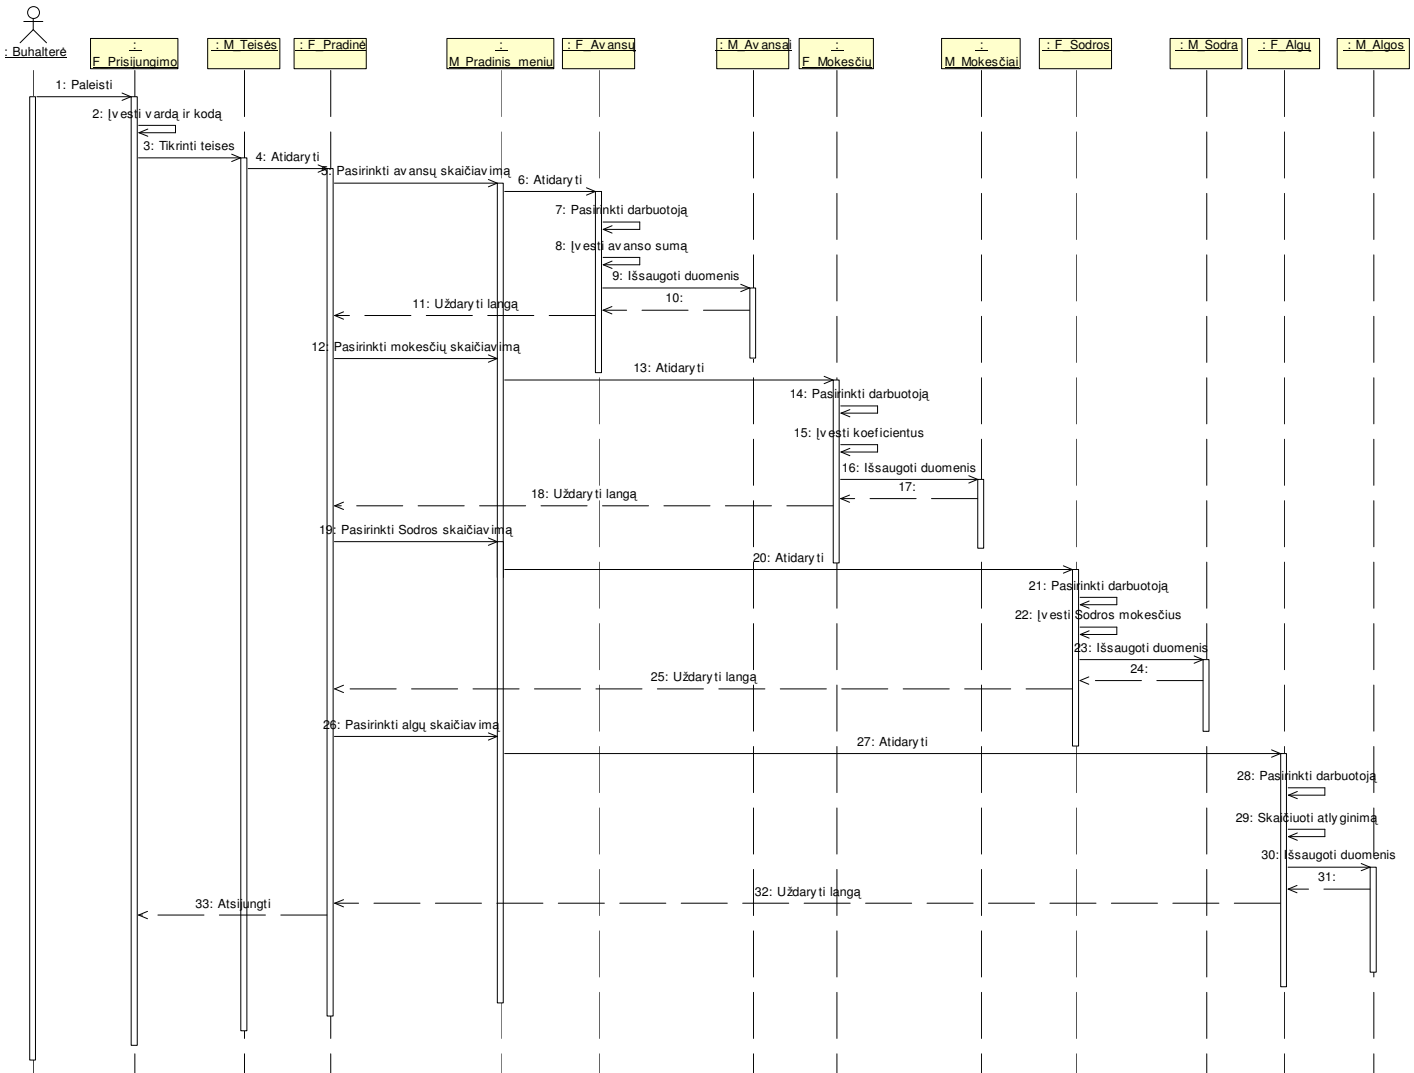 : Buhalterė
:
F_Prisijungimo
: M_Teisės
: F_Pradinė
:
M_Pradinis_meniu
: F_Avansų
: M_Avansai
:
F_Mokesčių
:
M_Mokesčiai
: F_Sodros
: M_Sodra
: F_Algų
: M_Algos
1: Paleisti
2: Įvesti vardą ir kodą
3: Tikrinti teises
4: Atidaryti
5: Pasirinkti avansų skaičiavimą
6: Atidaryti
7: Pasirinkti darbuotoją
8: Įvesti avanso sumą
9: Išsaugoti duomenis
10:
11: Uždaryti langą
12: Pasirinkti mokesčių skaičiavimą
13: Atidaryti
14: Pasirinkti darbuotoją
15: Įvesti koeficientus
16: Išsaugoti duomenis
17:
18: Uždaryti langą
19: Pasirinkti Sodros skaičiavimą
20: Atidaryti
21: Pasirinkti darbuotoją
22: Įvesti Sodros mokesčius
23: Išsaugoti duomenis
24:
25: Uždaryti langą
26: Pasirinkti algų skaičiavimą
27: Atidaryti
28: Pasirinkti darbuotoją
29: Skaičiuoti atlyginimą
30: Išsaugoti duomenis
31:
32: Uždaryti langą
33: Atsijungti